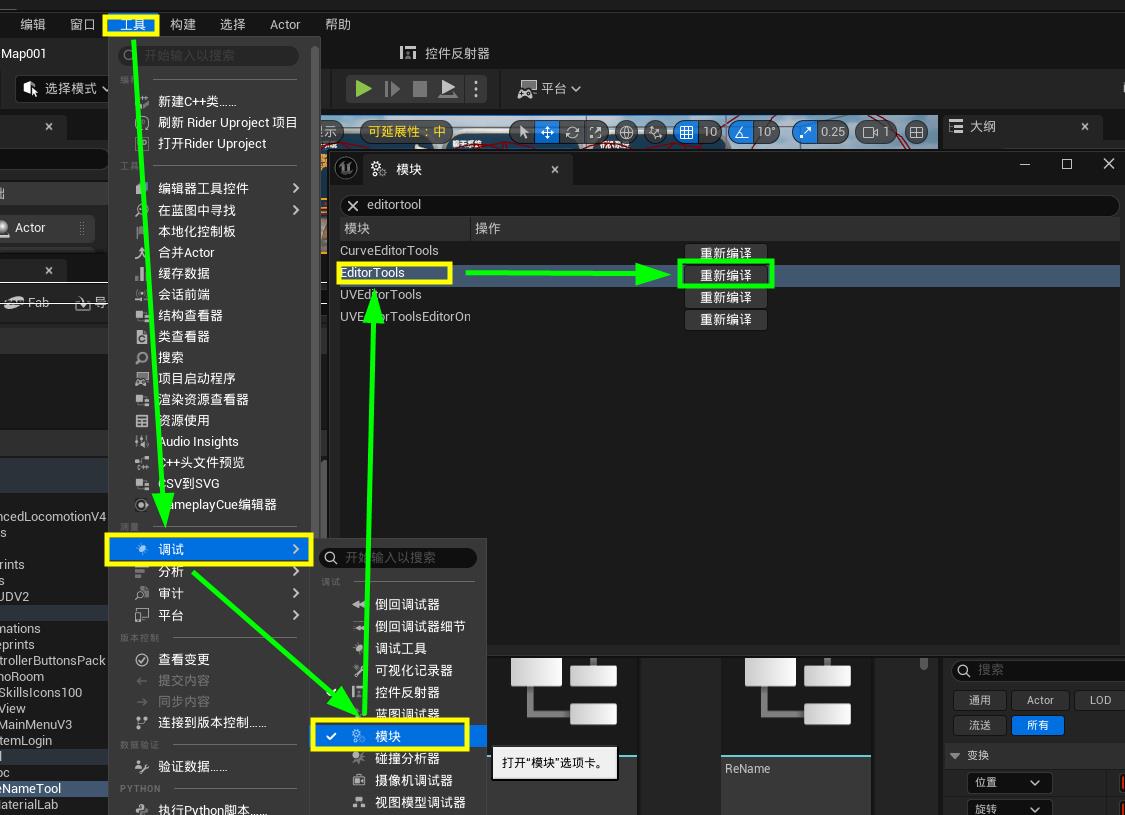 编辑 窗口 工具 构建 选择 Actor 帮助
Map001
控件反射器
选择模式
平台
开始输入以搜索
新建C++类......
刷新 Rider Uproject 项目
打开Rider Uproject
工具
编辑器工具控件
在蓝图中寻找
本地化控制板
合并Actor
缓存数据
会话前端
结构查看器
类查看器
搜索
项目启动程序
渲染资源查看器
资源使用
Audio Insights
C++头文件预览
CSV到SVG
GameplayCue编辑器
测量
调试
分析
审计
平台
版本控制
查看变更
提交内容
同步内容
连接到版本控制......
数据验证
验证数据......
PYTHON
执行Python脚本......
示
可延展性：中
10
10°
0.25
1
大纲
模块
editortool
模块 操作
CurveEditorTools 重新编译
EditorTools 重新编译
UVEditorTools 重新编译
UVEditorToolsEditorOn 重新编译
Actor
Fab 导
ncedLocomotionV4
s
rints
s
UDV2
mations
eprints
trollerButtonsPack
noRoom
SkillsIcons100
View
MainMenuV3
temLogin
l
oc
eNameTool
aterialLab
开始输入以搜索
调试
倒回调试器
倒回调试器细节
调试工具
可视化记录器
控件反射器
蓝图调试器
模块
碰撞分析器
摄像机调试器
视图模型调试器
打开“模块”选项卡。
ReName
搜索
通用 Actor LOD
流送 所有
变换
位置
旋转